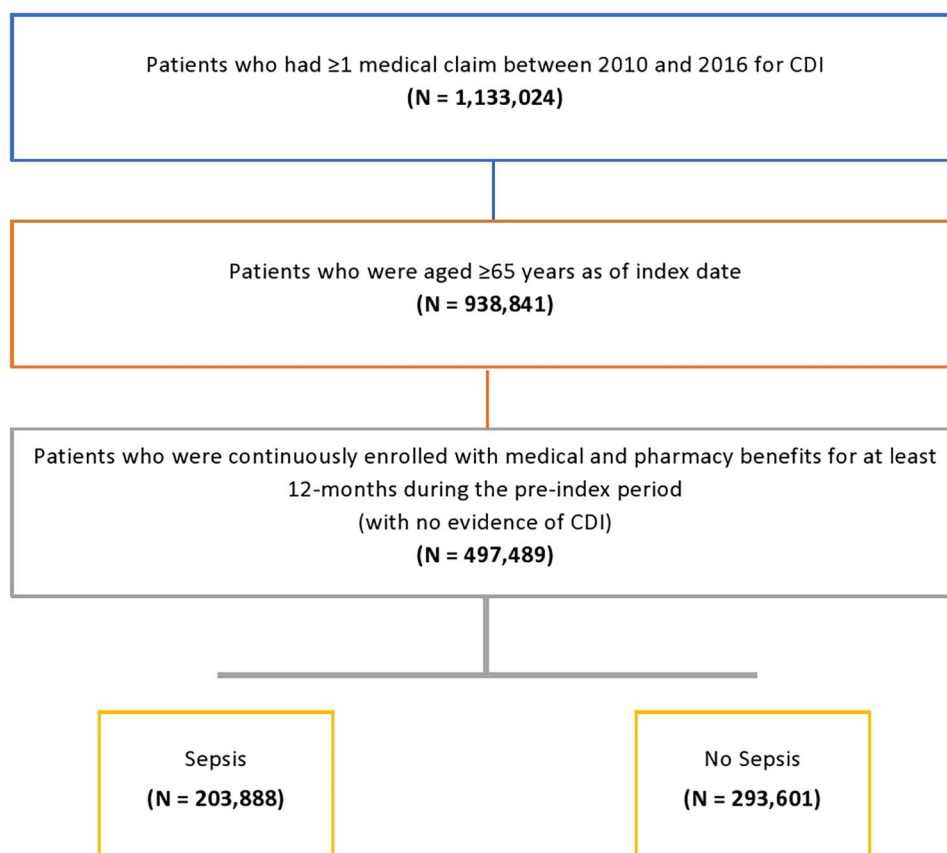 Patients who had ≥1 medical claim between 2010 and 2016 for CDI
(N = 1,133,024)
Patients who were aged ≥65 years as of index date
(N = 938,841)
Patients who were continuously enrolled with medical and pharmacy benefits for at least
12-months during the pre-index period
(with no evidence of CDI)
(N = 497,489)
Sepsis
(N = 203,888)
No Sepsis
(N = 293,601)